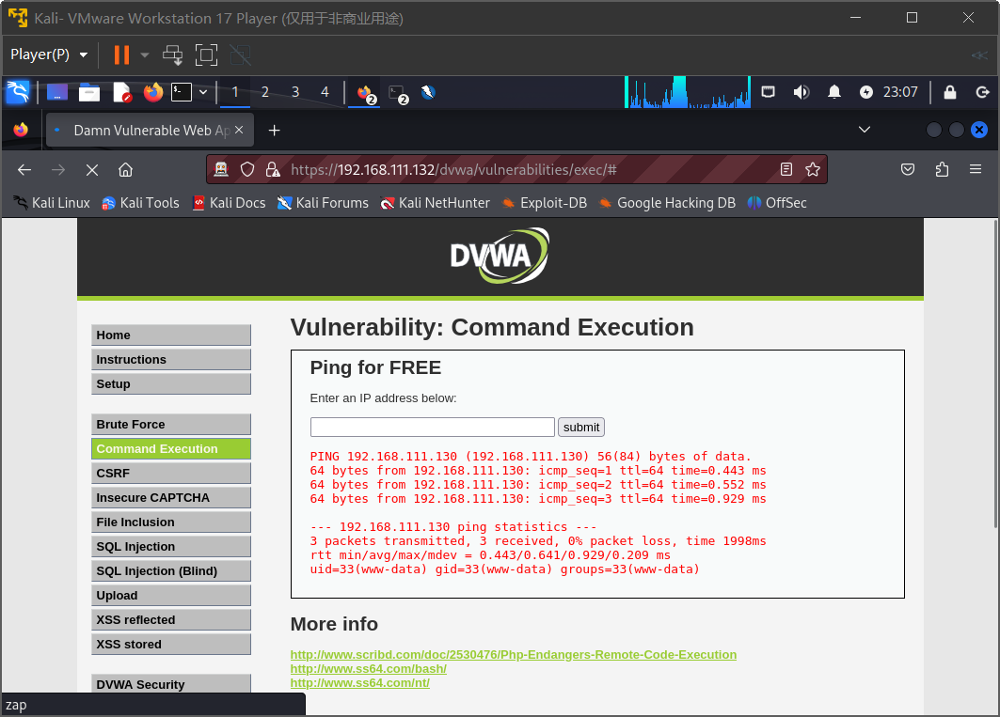 Kali- VMware Workstation 17 Player (仅用于非商业用途)
Player(P)
1 2 3 4 2 2 23:07
Damn Vulnerable Web Ap
https://192.168.111.132/dvwa/vulnerabilities/exec/#
Kali Linux Kali Tools Kali Docs Kali Forums Kali NetHunter Exploit-DB Google Hacking DB OffSec
DVWA
Home
Instructions
Setup
Brute Force
Command Execution
CSRF
Insecure CAPTCHA
File Inclusion
SQL Injection
SQL Injection (Blind)
Upload
XSS reflected
XSS stored
DVWA Security
Vulnerability: Command Execution
Ping for FREE
Enter an IP address below:
submit
PING 192.168.111.130 (192.168.111.130) 56(84) bytes of data.
64 bytes from 192.168.111.130: icmp_seq=1 ttl=64 time=0.443 ms
64 bytes from 192.168.111.130: icmp_seq=2 ttl=64 time=0.552 ms
64 bytes from 192.168.111.130: icmp_seq=3 ttl=64 time=0.929 ms
--- 192.168.111.130 ping statistics ---
3 packets transmitted, 3 received, 0% packet loss, time 1998ms
rtt min/avg/max/mdev = 0.443/0.641/0.929/0.209 ms
uid=33(www-data) gid=33(www-data) groups=33(www-data)
More info
http://www.scribd.com/doc/2530476/Php-Endangers-Remote-Code-Execution
http://www.ss64.com/bash/
http://www.ss64.com/nt/
zap